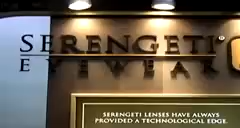 SERENGETI®
EYEWEAR
SERENGETI LENSES HAVE ALWAYS
PROVIDED A TECHNOLOGICAL EDGE.